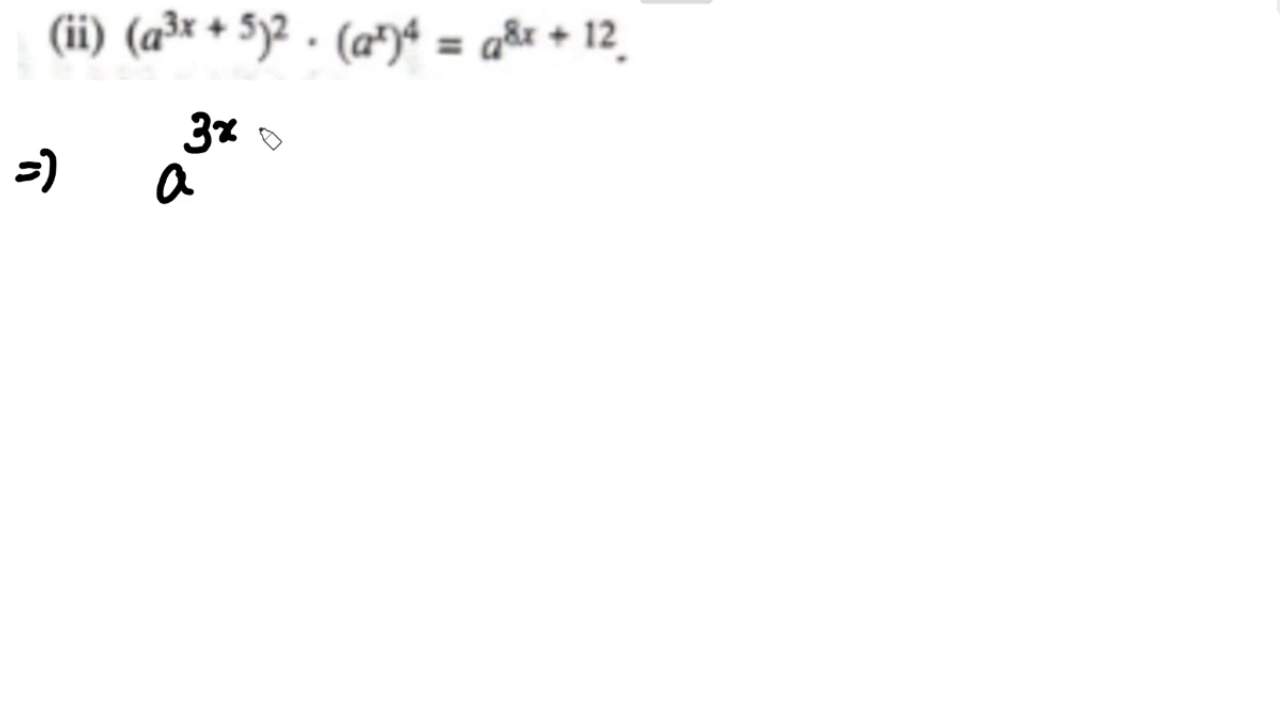 (ii) (a^{3x + 5})^2 · (a^x)^4 = a^{8x + 12}.
=) a^{3x}